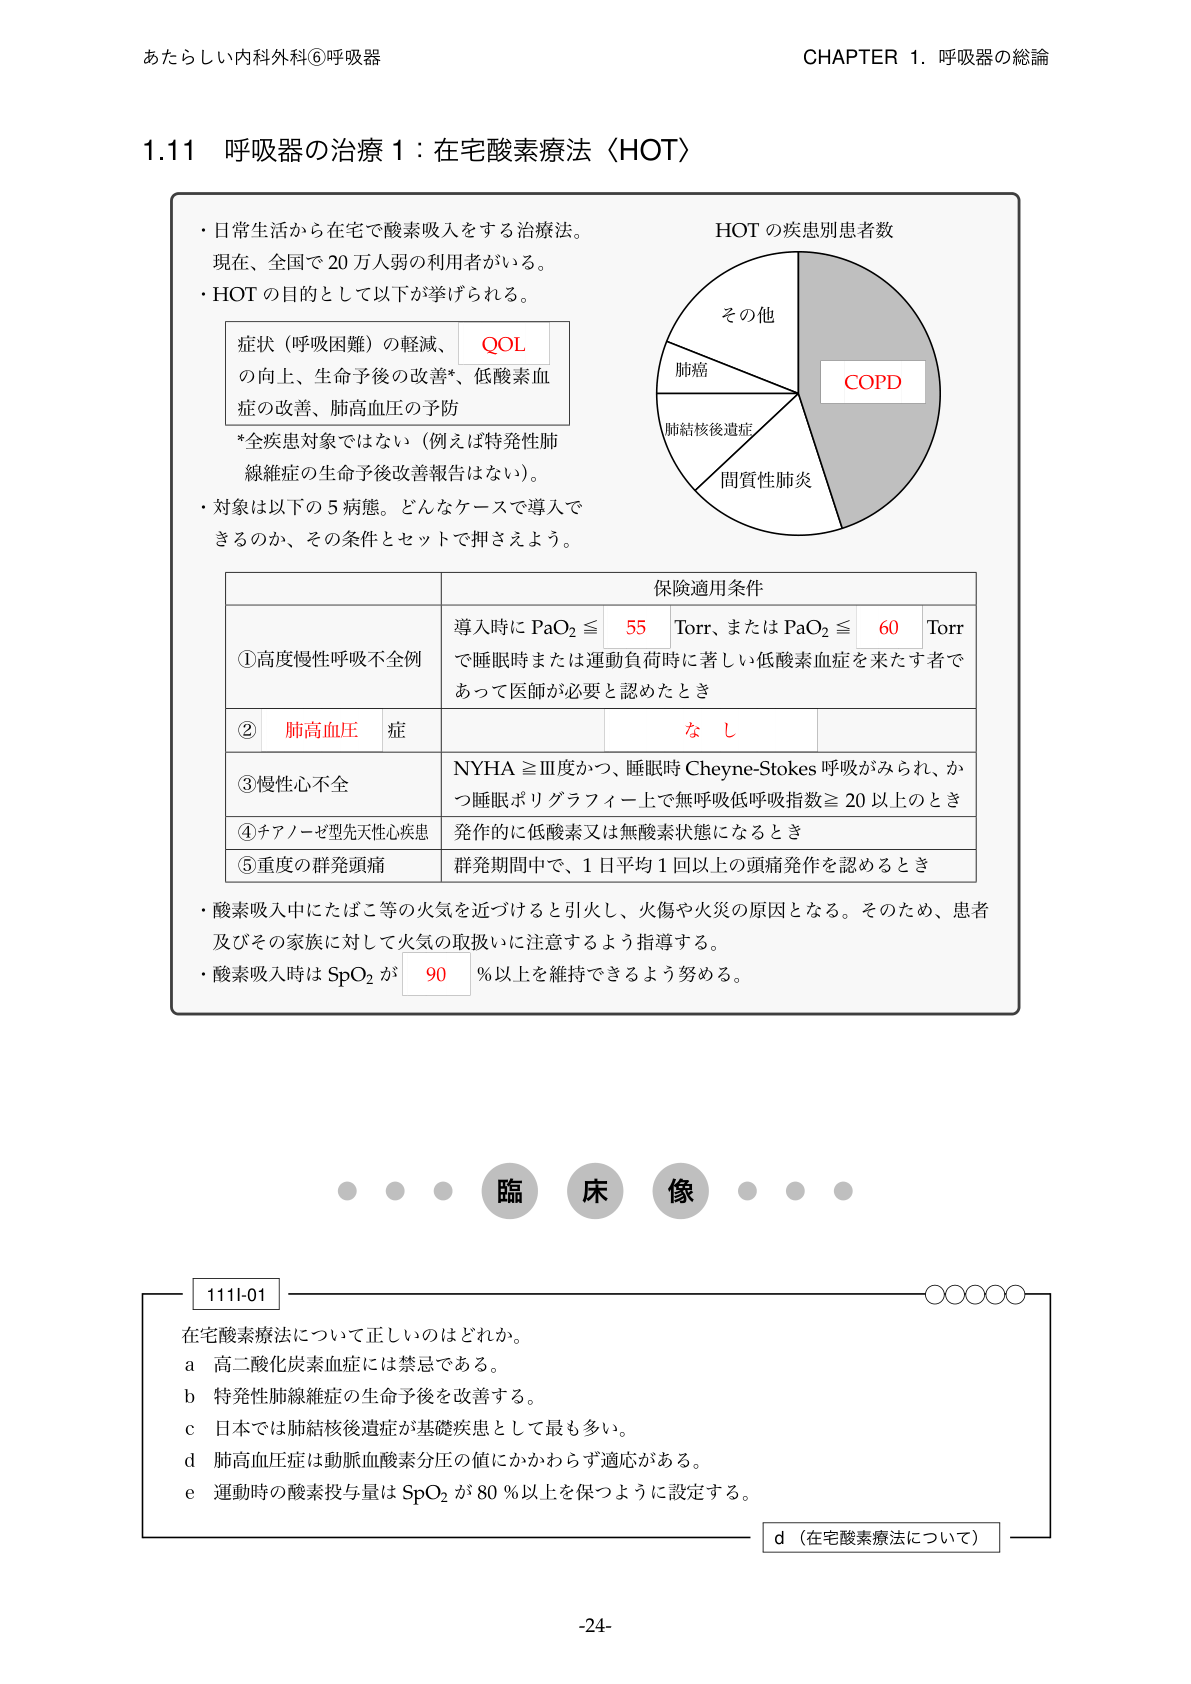 あたらしい内科外科⑥呼吸器
CHAPTER 1. 呼吸器の総論
1.11 呼吸器の治療 1：在宅酸素療法〈HOT〉
・日常生活から在宅で酸素吸入をする治療法。
現在、全国で 20 万人弱の利用者がいる。
・HOT の目的として以下が挙げられる。
症状（呼吸困難）の軽減、 QOL
の向上、生命予後の改善*、低酸素血
症の改善、肺高血圧の予防
*全疾患対象ではない（例えば特発性肺
線維症の生命予後改善報告はない）。
・対象は以下の 5 病態。どんなケースで導入で
きるのか、その条件とセットで押さえよう。
HOT の疾患別患者数
その他
肺癌
肺結核後遺症
間質性肺炎
COPD
保険適用条件
①高度慢性呼吸不全例
導入時に PaO₂ ≦ 55 Torr、または PaO₂ ≦ 60 Torr
で睡眠時または運動負荷時に著しい低酸素血症を来たす者で
あって医師が必要と認めたとき
② 肺高血圧 症
な し
③慢性心不全
NYHA ≧Ⅲ度かつ、睡眠時 Cheyne-Stokes 呼吸がみられ、か
つ睡眠ポリグラフィー上で無呼吸低呼吸指数≧ 20 以上のとき
④チアノーゼ型先天性心疾患
発作的に低酸素又は無酸素状態になるとき
⑤重度の群発頭痛
群発期間中で、1 日平均 1 回以上の頭痛発作を認めるとき
・酸素吸入中にたばこ等の火気を近づけると引火し、火傷や火災の原因となる。そのため、患者
及びその家族に対して火気の取扱いに注意するよう指導する。
・酸素吸入時は SpO₂ が 90 ％以上を維持できるよう努める。
臨 床 像
111I-01
在宅酸素療法について正しいのはどれか。
a 高二酸化炭素血症には禁忌である。
b 特発性肺線維症の生命予後を改善する。
c 日本では肺結核後遺症が基礎疾患として最も多い。
d 肺高血圧症は動脈血酸素分圧の値にかかわらず適応がある。
e 運動時の酸素投与量は SpO₂ が 80 ％以上を保つように設定する。
d （在宅酸素療法について）
-24-